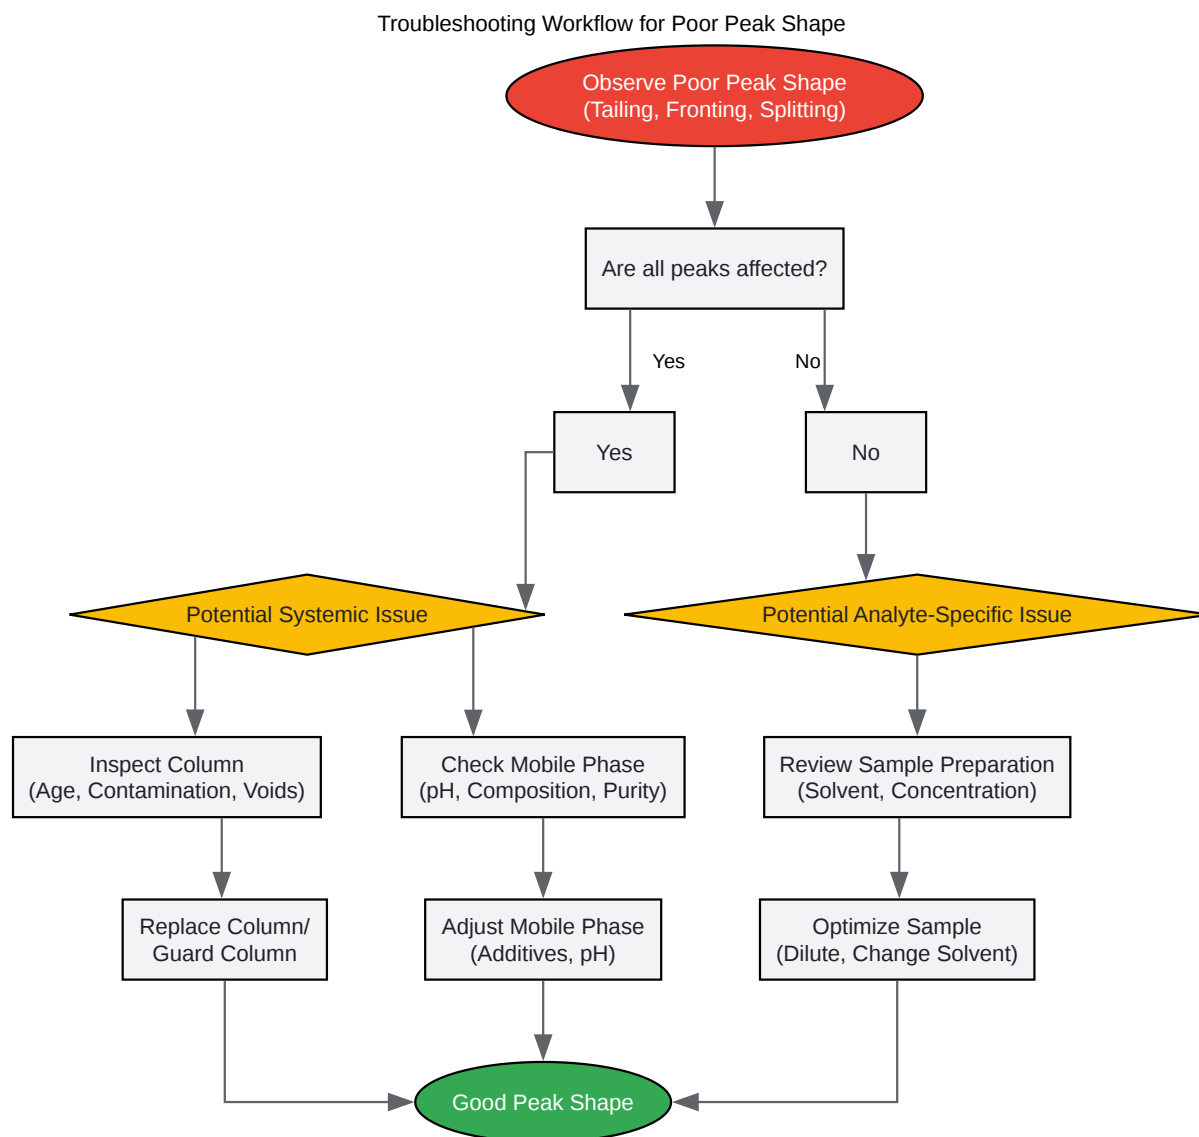 Troubleshooting Workflow for Poor Peak Shape
Observe Poor Peak Shape
(Tailing, Fronting, Splitting)
Are all peaks affected?
Yes
No
Yes
No
Potential Systemic Issue
Potential Analyte-Specific Issue
Inspect Column
(Age, Contamination, Voids)
Check Mobile Phase
(pH, Composition, Purity)
Review Sample Preparation
(Solvent, Concentration)
Replace Column/
Guard Column
Adjust Mobile Phase
(Additives, pH)
Optimize Sample
(Dilute, Change Solvent)
Good Peak Shape